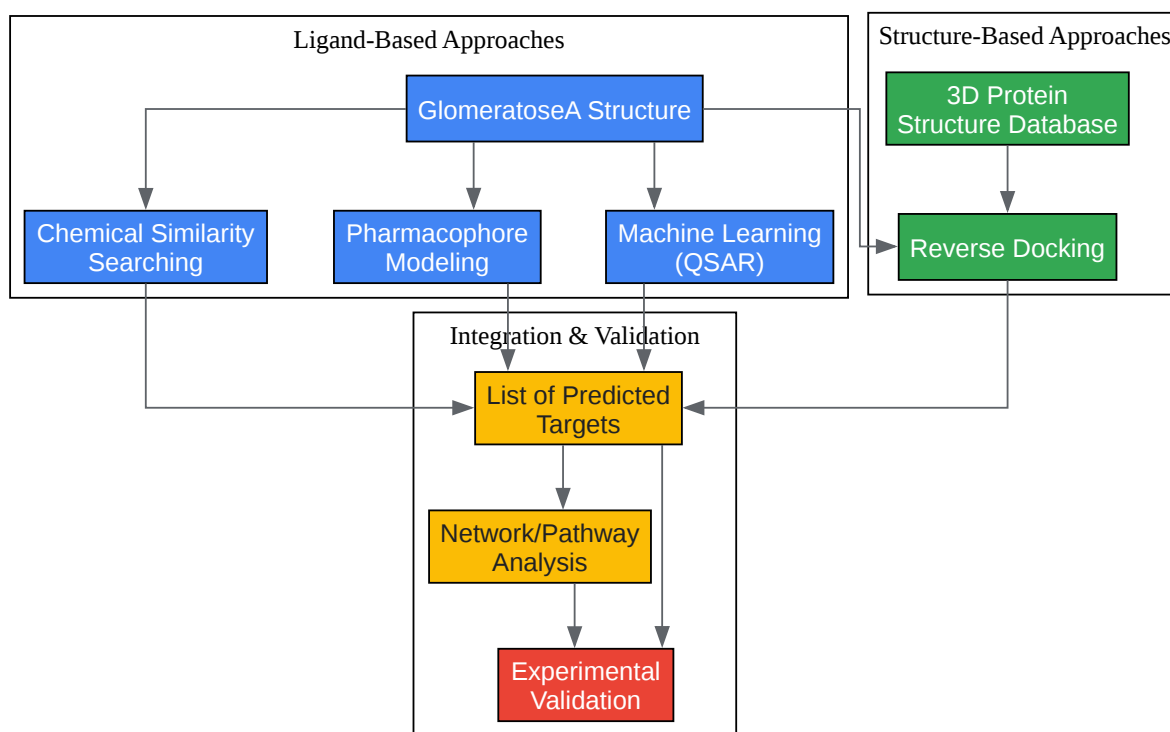 Ligand-Based Approaches
Structure-Based Approaches
GlomeratoseA Structure
3D Protein
Structure Database
Chemical Similarity
Searching
Pharmacophore
Modeling
Machine Learning
(QSAR)
Reverse Docking
Integration & Validation
List of Predicted
Targets
Network/Pathway
Analysis
Experimental
Validation